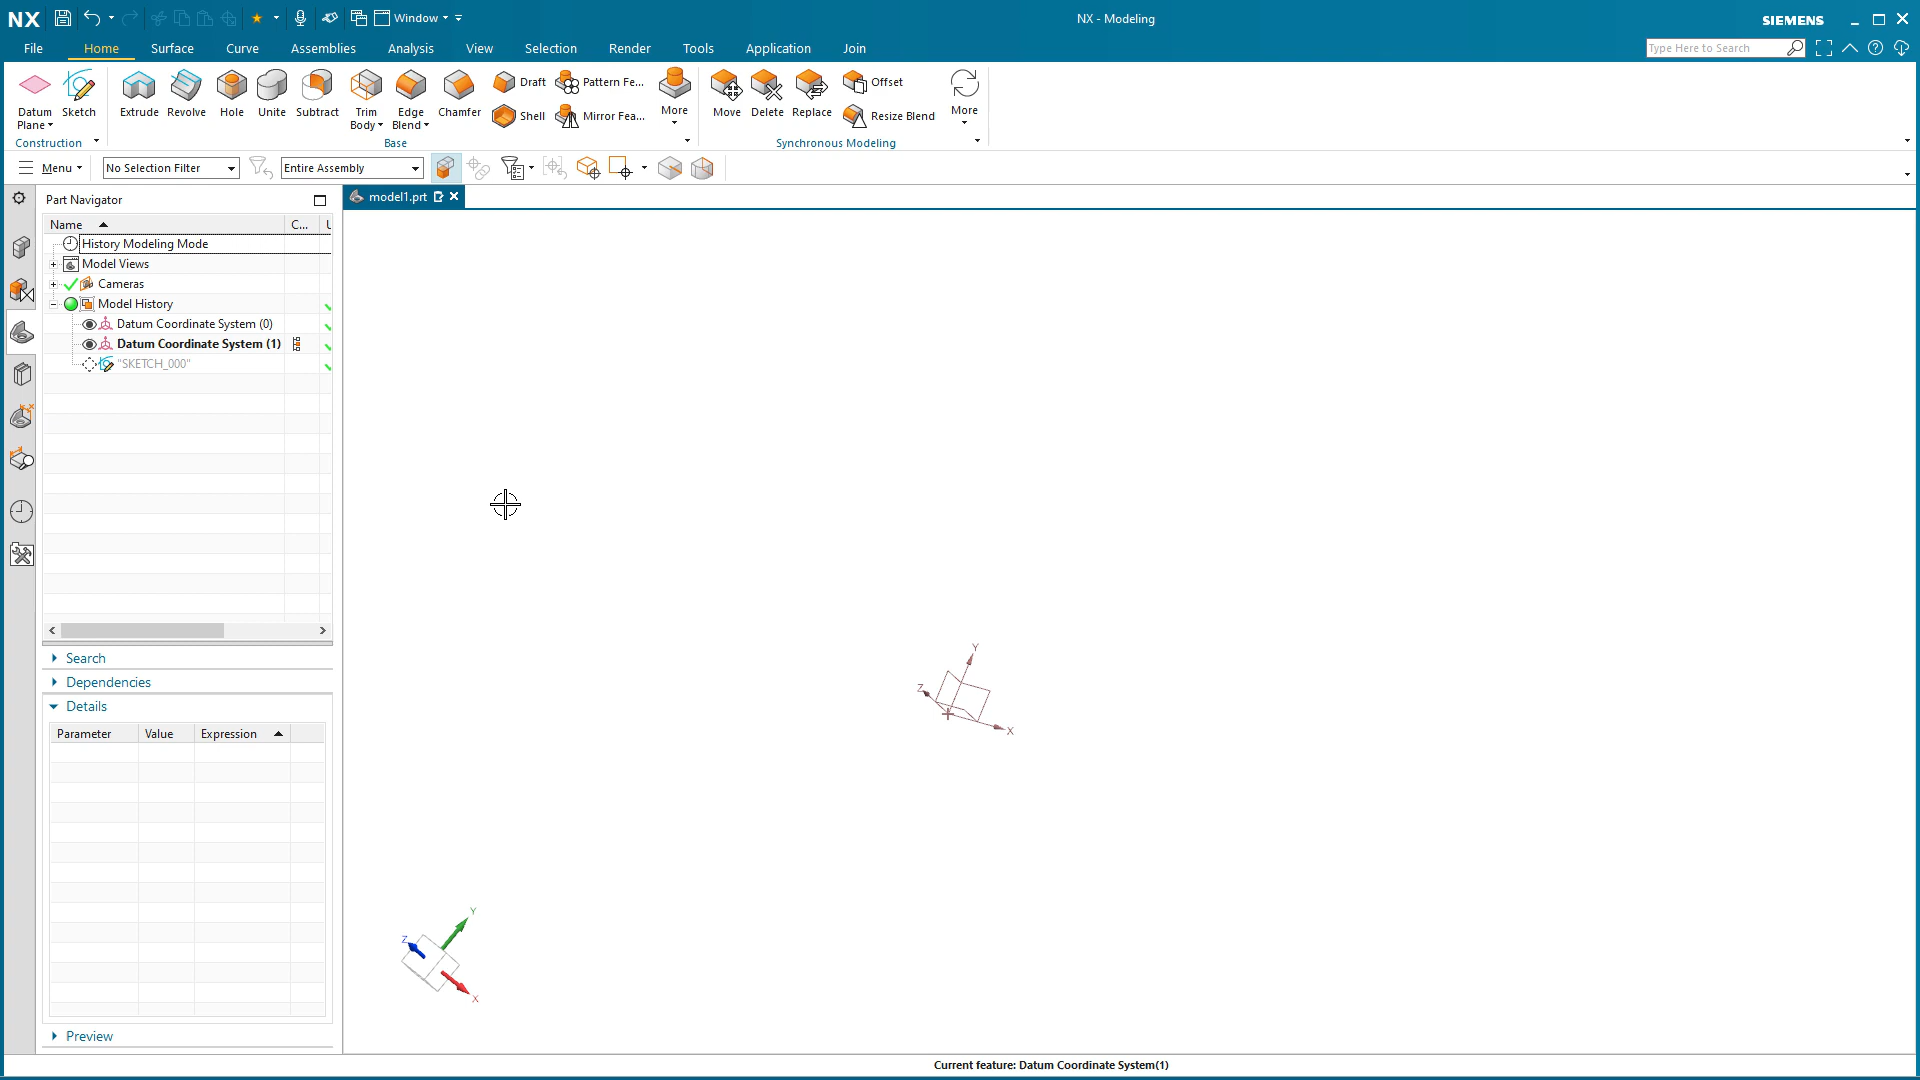 NX
Window
NX - Modeling
SIEMENS
File
Home
Surface
Curve
Assemblies
Analysis
View
Selection
Render
Tools
Application
Join
Type Here to Search
Datum
Plane
Sketch
Extrude
Revolve
Hole
Unite
Subtract
Trim
Body
Edge
Blend
Chamfer
Draft
Shell
Pattern Fe...
Mirror Fea...
More
Move
Delete
Replace
Offset
Resize Blend
More
Construction
Base
Synchronous Modeling
Menu
No Selection Filter
Entire Assembly
Part Navigator
model1.prt
Name
C...
U
History Modeling Mode
Model Views
Cameras
Model History
Datum Coordinate System (0)
Datum Coordinate System (1)
"SKETCH_000"
Search
Dependencies
Details
Parameter
Value
Expression
Preview
Y
Z
X
Y
Z
X
Current feature: Datum Coordinate System(1)